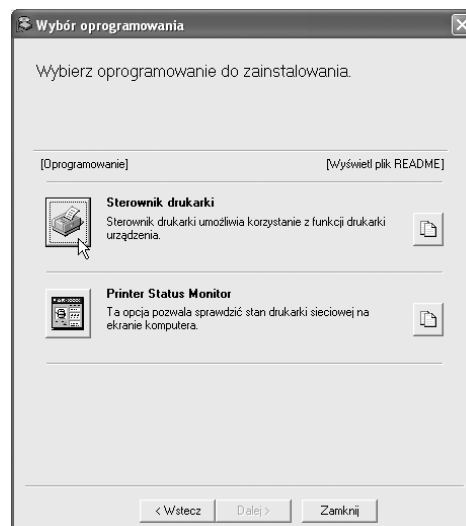 Wybór oprogramowania
Wybierz oprogramowanie do zainstalowania.
[Oprogramowanie] [Wyświetl plik README]
Sterownik drukarki
Sterownik drukarki umożliwia korzystanie z funkcji drukarki
urządzenia.
Printer Status Monitor
Ta opcja pozwala sprawdzić stan drukarki sieciowej na
ekranie komputera.
< Wstecz Dalej > Zamknij